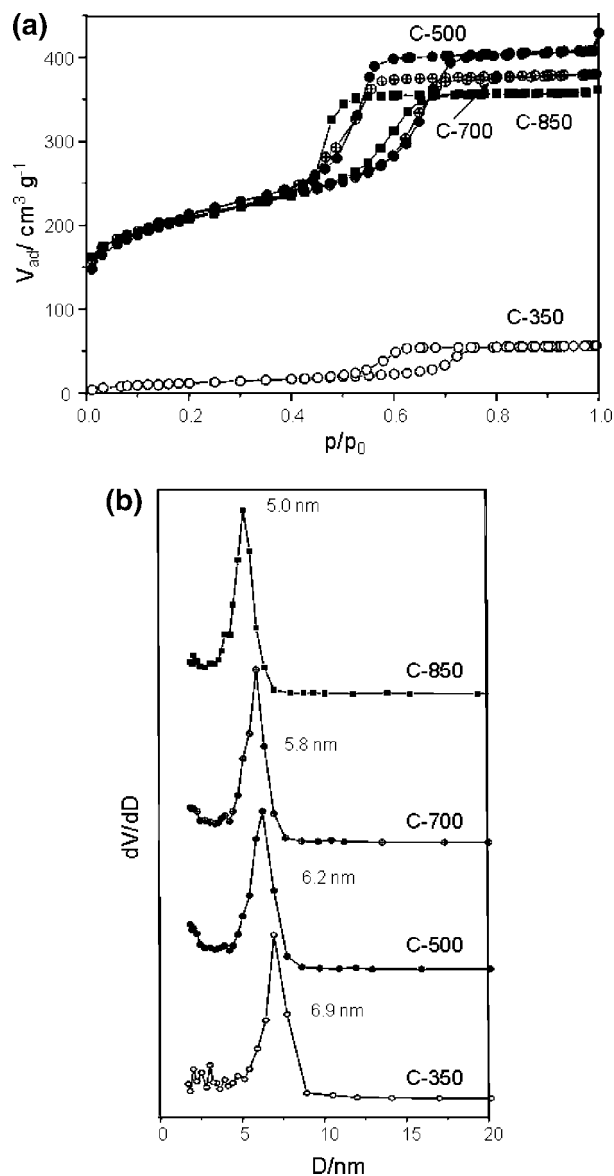 (a)
C-500
400
300
C-700
C-850
200
V_ad/ cm³ g⁻¹
100
C-350
0
0.0 0.2 0.4 0.6 0.8 1.0
p/p₀
(b)
5.0 nm
C-850
5.8 nm
C-700
6.2 nm
C-500
6.9 nm
C-350
dV/dD
0 5 10 15 20
D/nm